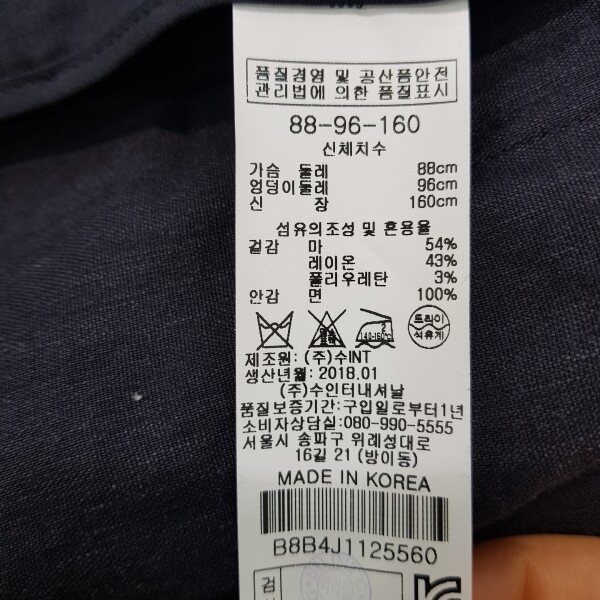 품질경영 및 공산품안전
관리법에 의한 품질표시
88-96-160
신체치수
가슴 둘레 88cm
엉덩이둘레 96cm
신 장 160cm
섬유의조성 및 혼용율
겉감 마 54%
레이온 43%
폴리우레탄 3%
안감 면 100%
드라이
석유계
제조원: (주)수INT
생산년월: 2018.01
(주)수인터내셔날
품질보증기간:구입일로부터1년
소비자상담실:080-990-5555
서울시 송파구 위례성대로
16길 21 (방이동)
MADE IN KOREA
B8B4J1125560
검